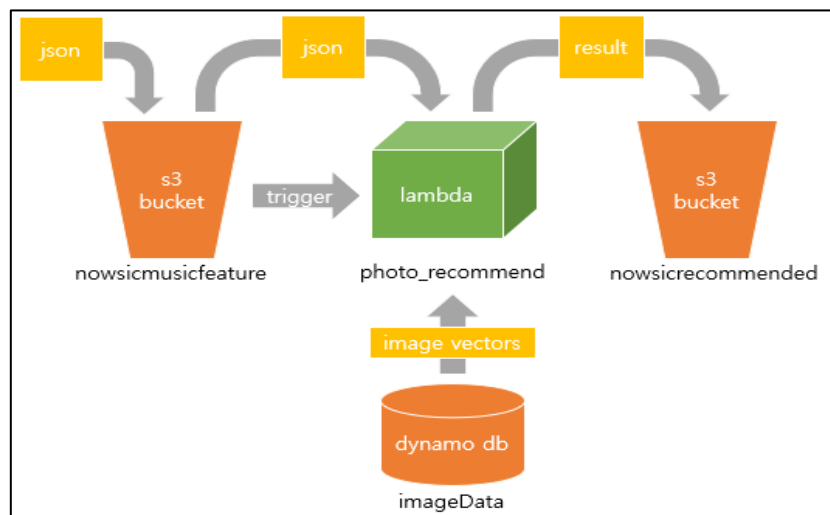 json
json
result
s3
bucket
trigger
lambda
s3
bucket
nowsicmusicfeature
photo_recommend
nowsicrecommended
image vectors
dynamo db
imageData